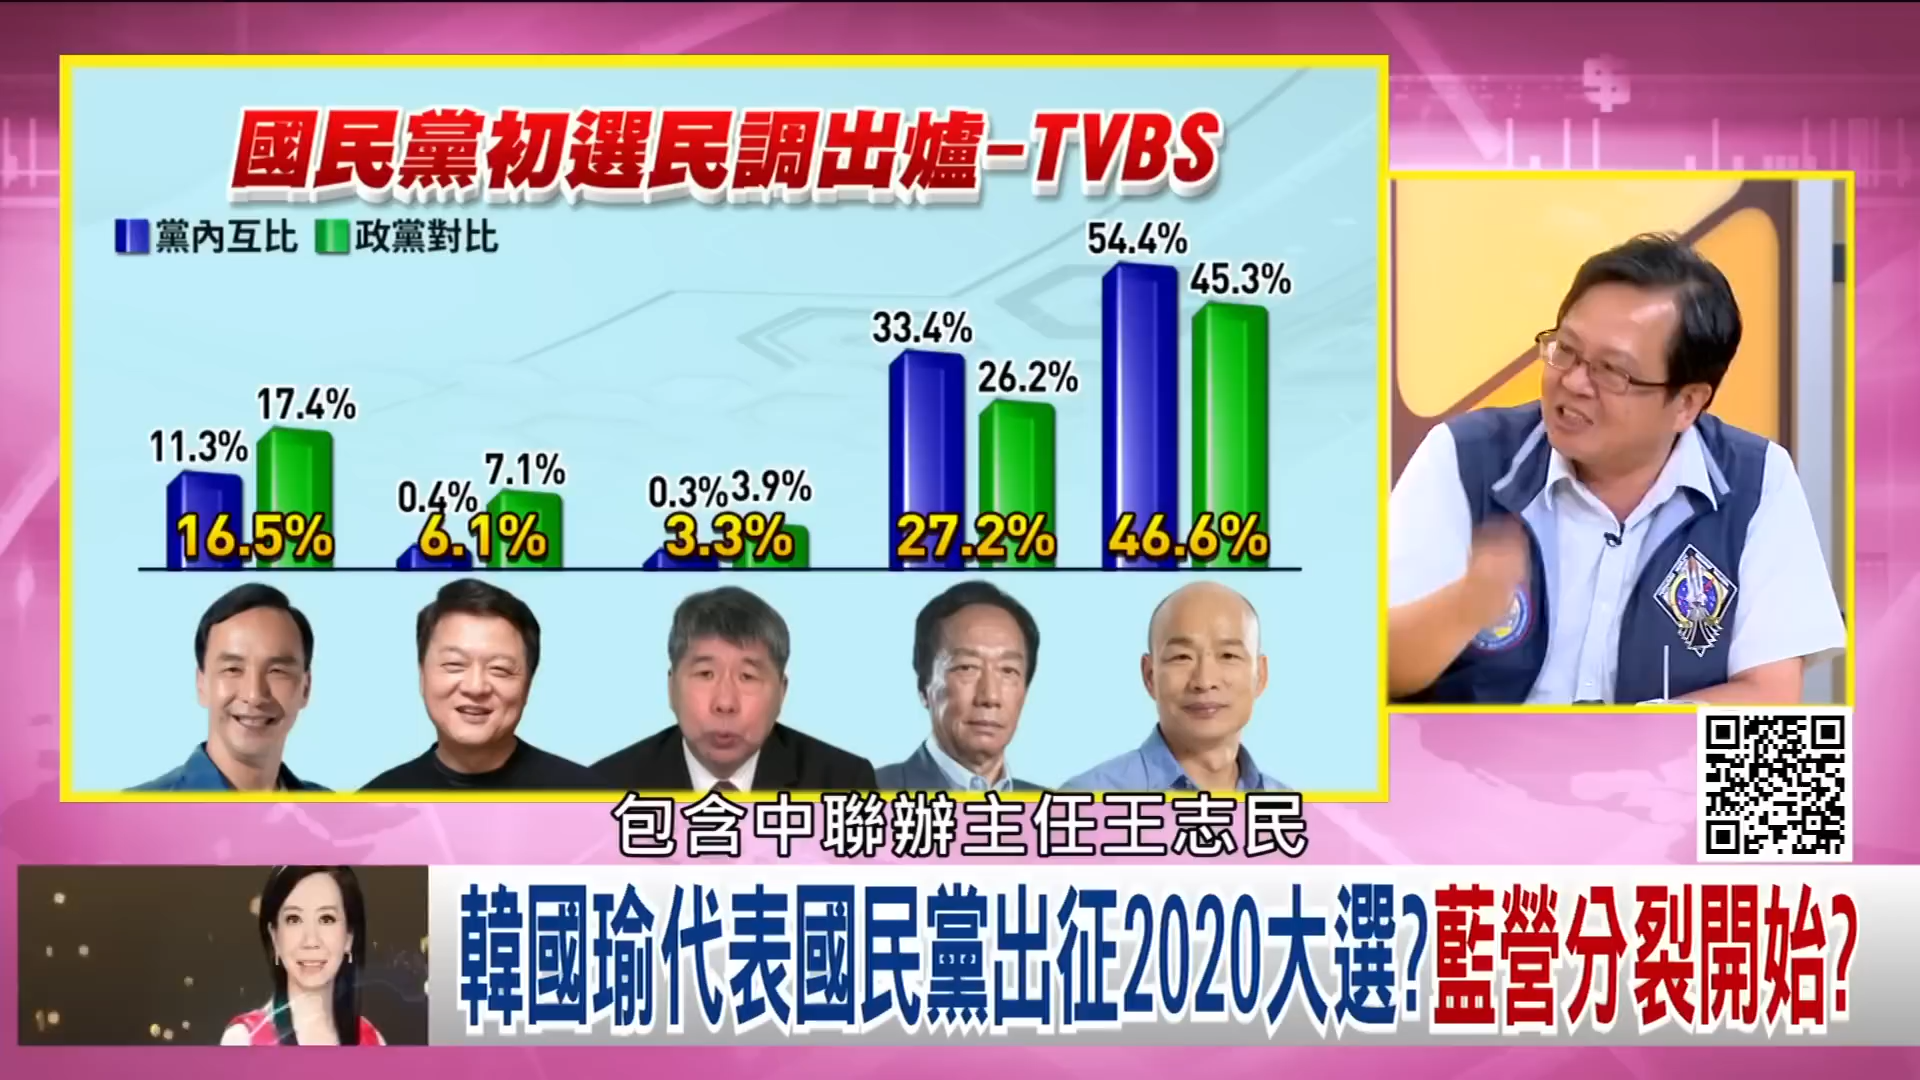 國民黨初選民調出爐-TVBS
黨內互比 政黨對比
11.3% 17.4% 0.4% 7.1% 0.3% 3.9% 33.4% 26.2% 54.4% 45.3%
16.5% 6.1% 3.3% 27.2% 46.6%
包含中聯辦主任王志民
韓國瑜代表國民黨出征2020大選?藍營分裂開始?